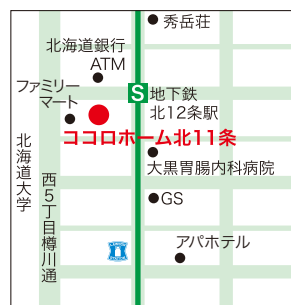 秀岳荘
北海道銀行
ATM
ファミリー
マート
S
地下鉄
北12条駅
ココロホーム北11条
大黒胃腸内科病院
北海道大学
西5丁目樽川通
GS
アパホテル